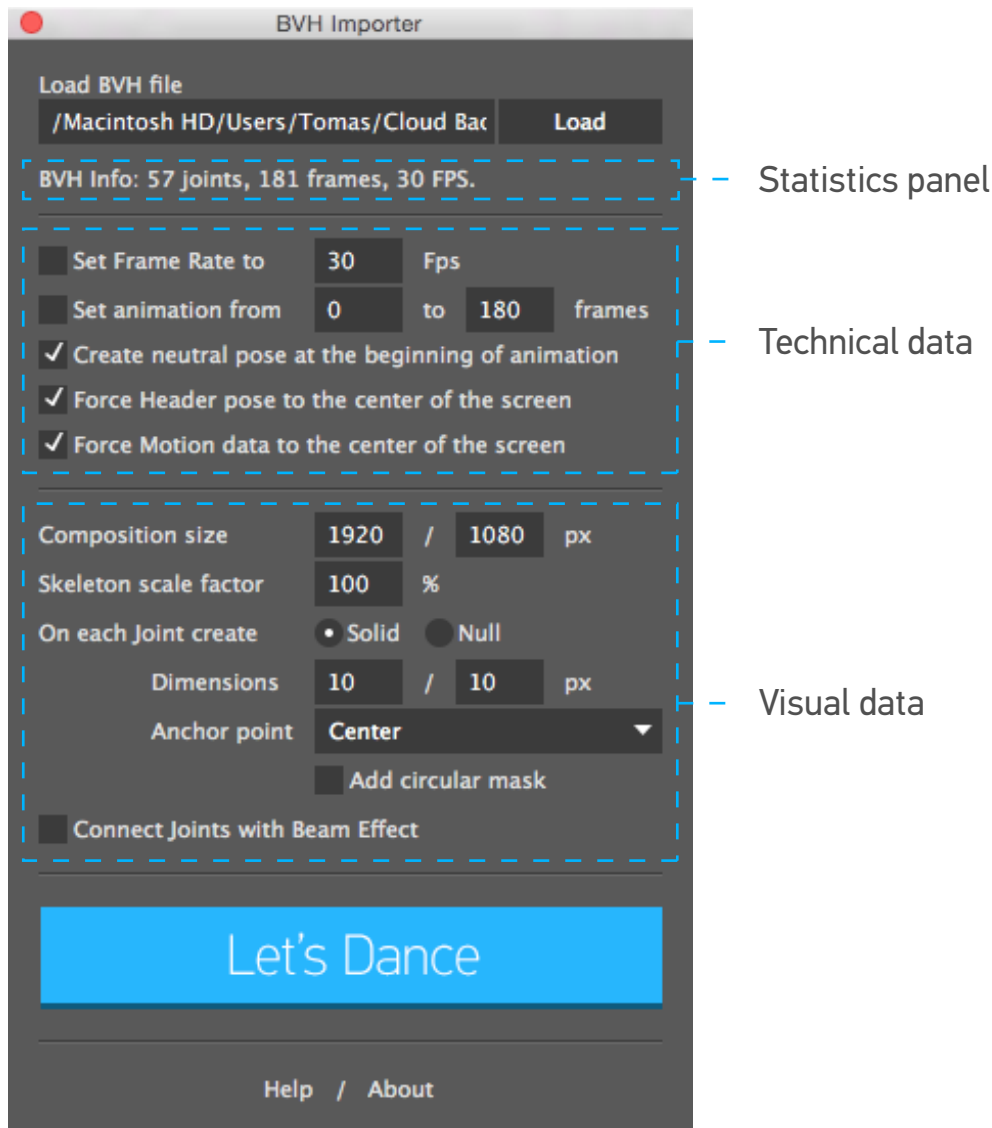 BVH Importer
Load BVH file
/Macintosh HD/Users/Tomas/Cloud Bac Load
BVH Info: 57 joints, 181 frames, 30 FPS.
Statistics panel
Set Frame Rate to 30 Fps
Set animation from 0 to 180 frames
Create neutral pose at the beginning of animation
Technical data
Force Header pose to the center of the screen
Force Motion data to the center of the screen
Composition size 1920 / 1080 px
Skeleton scale factor 100 %
On each Joint create Solid Null
Dimensions 10 / 10 px
Visual data
Anchor point Center
Add circular mask
Connect Joints with Beam Effect
Let's Dance
Help / About